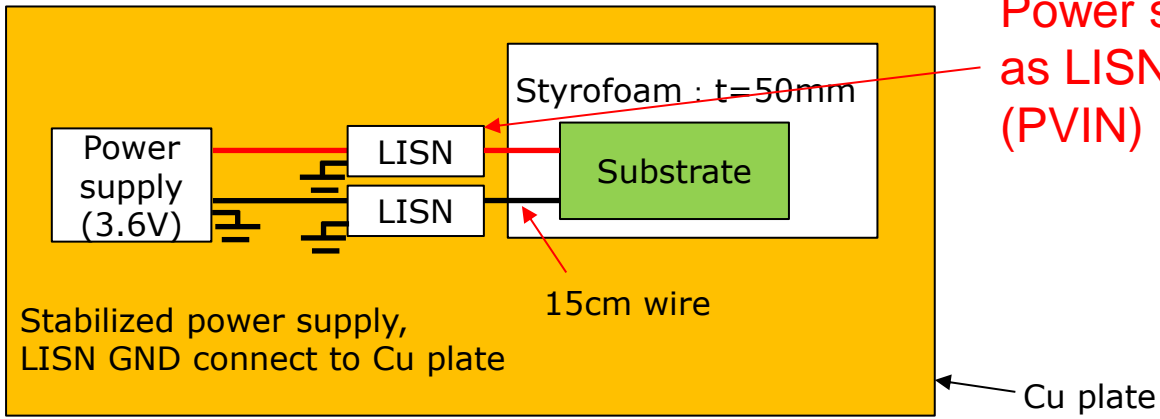 Power
as LISN
(PVIN)
Styrofoam : t=50mm
Power
supply
(3.6V)
LISN
LISN
Substrate
15cm wire
Stabilized power supply,
LISN GND connect to Cu plate
Cu plate